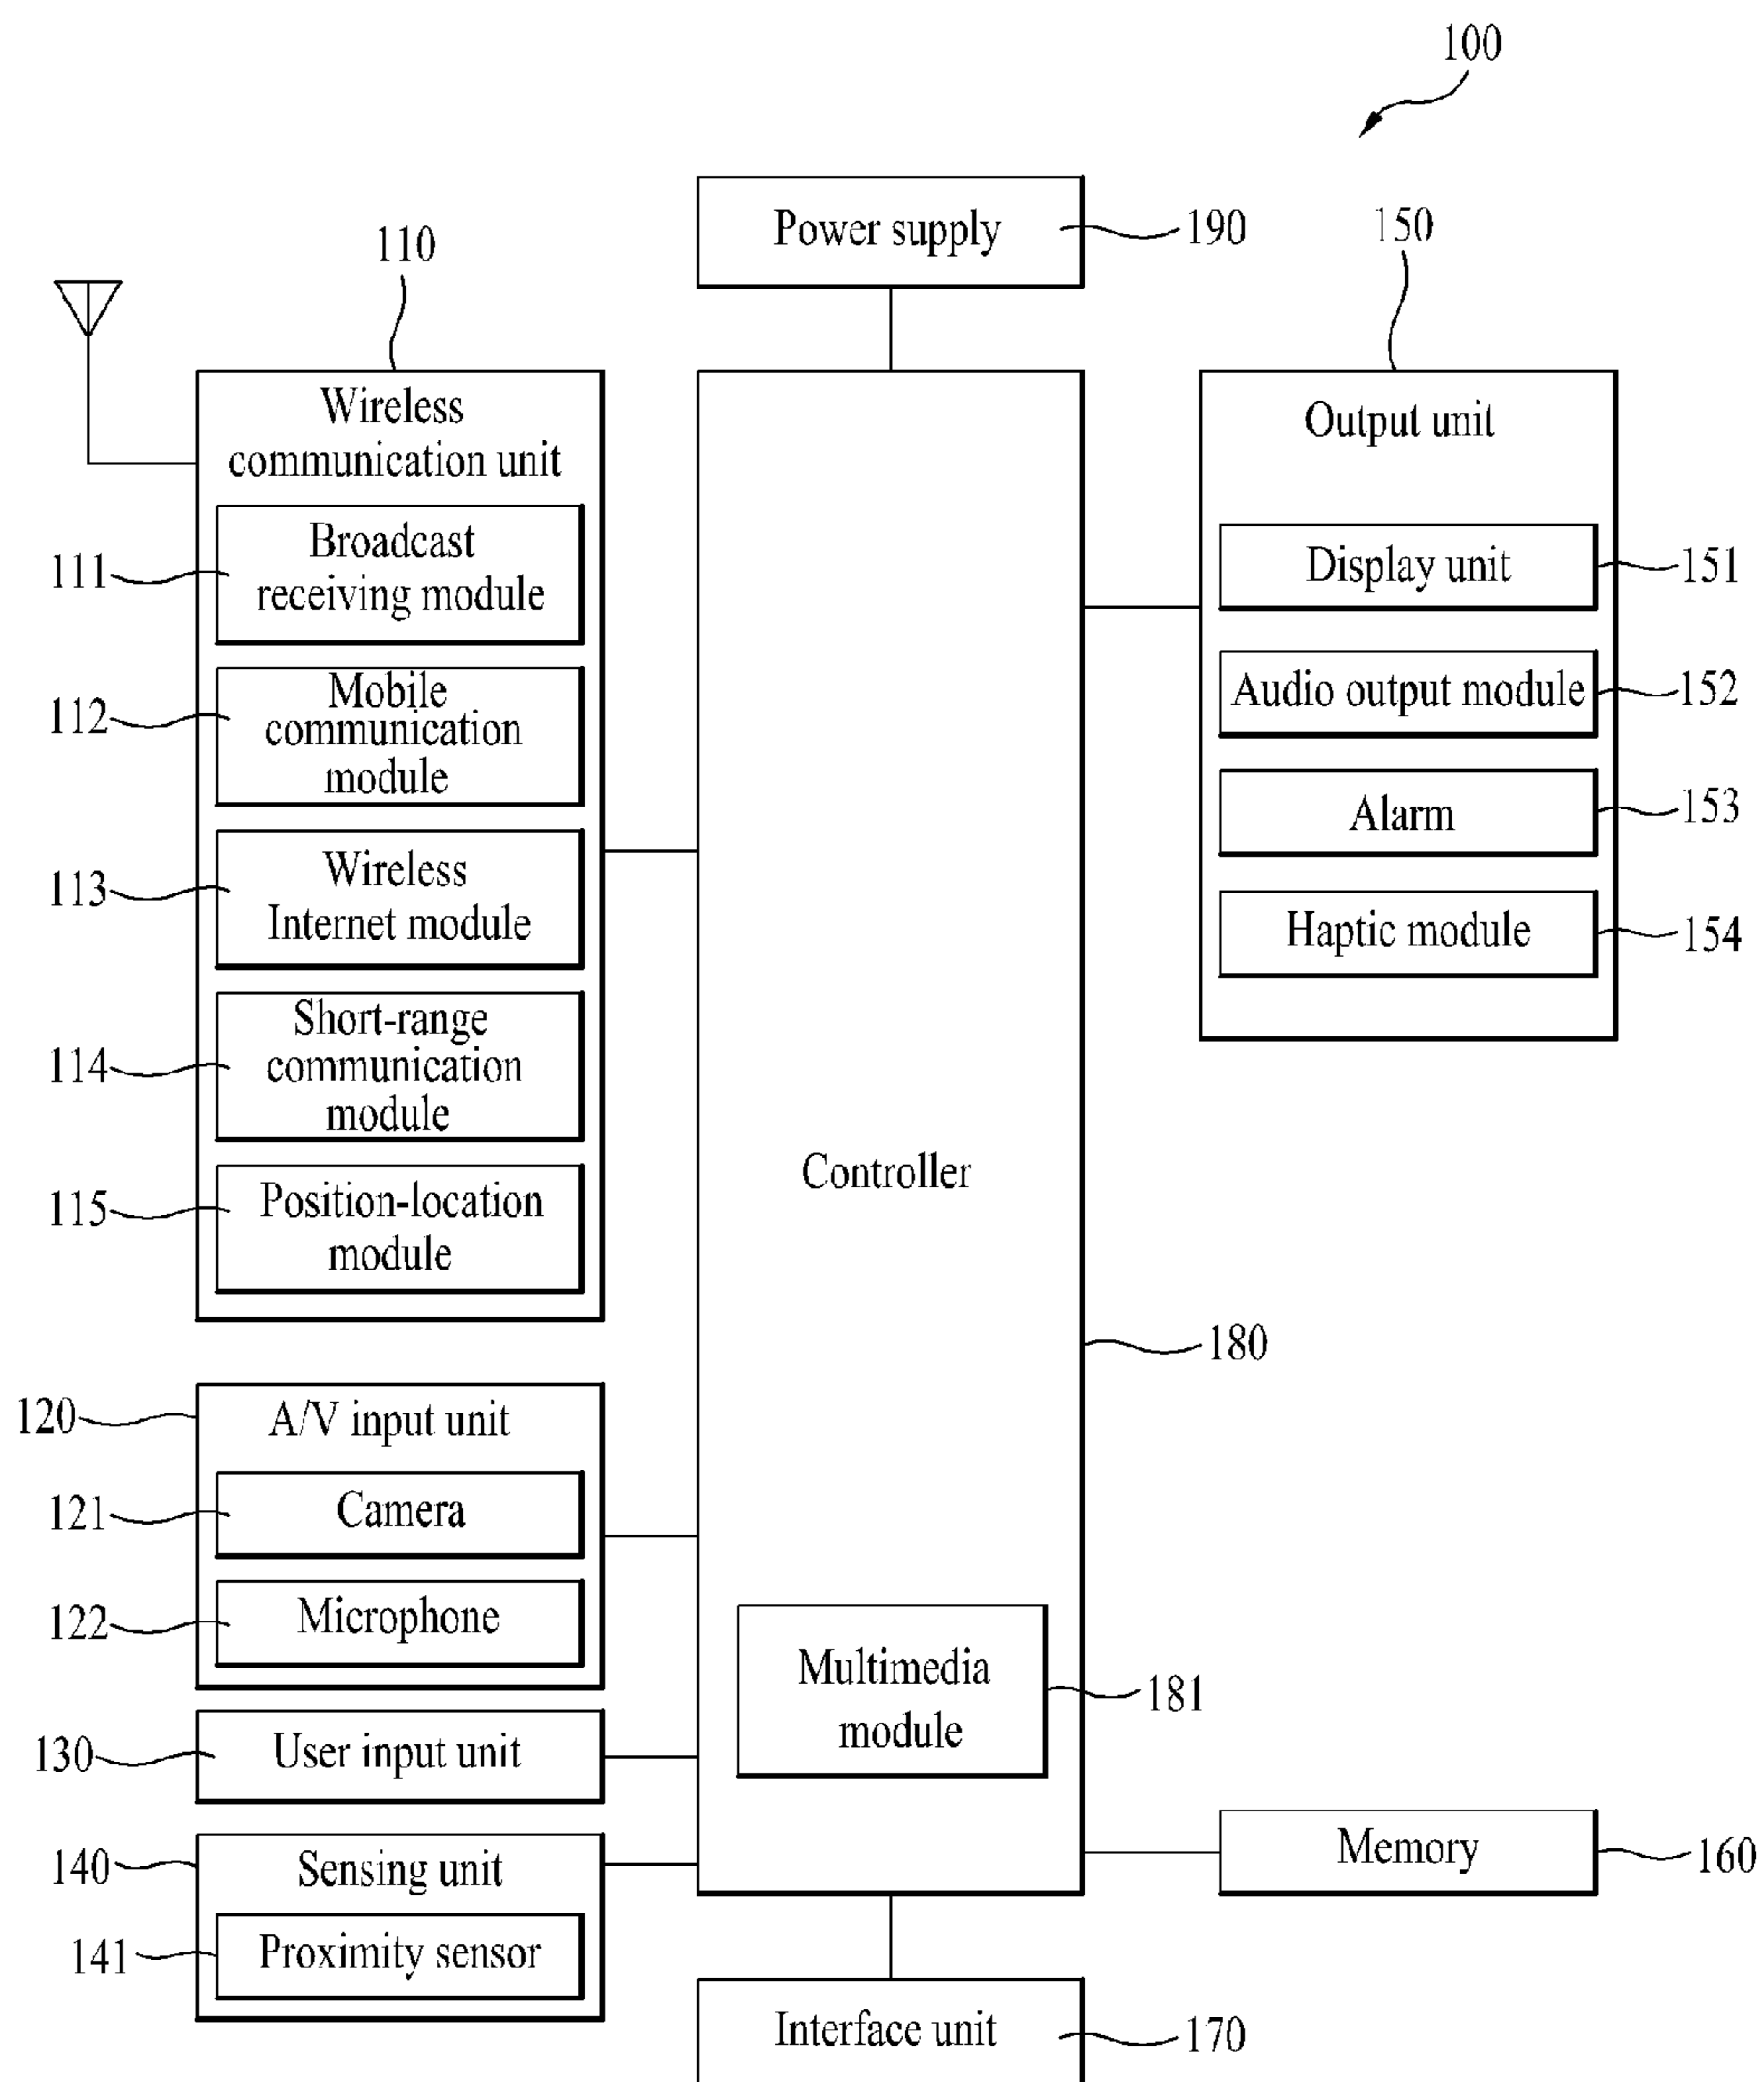 100
Power supply
190
150
110
Wireless
communication unit
Broadcast
receiving module
111
Mobile
communication
module
112
Wireless
Internet module
113
Short-range
communication
module
114
Position-location
module
115
Output unit
Display unit
151
Audio output module
152
Alarm
153
Haptic module
154
Controller
180
120
A/V input unit
121
Camera
122
Microphone
Multimedia
module
181
130
User input unit
140
Sensing unit
141
Proximity sensor
Memory
160
Interface unit
170